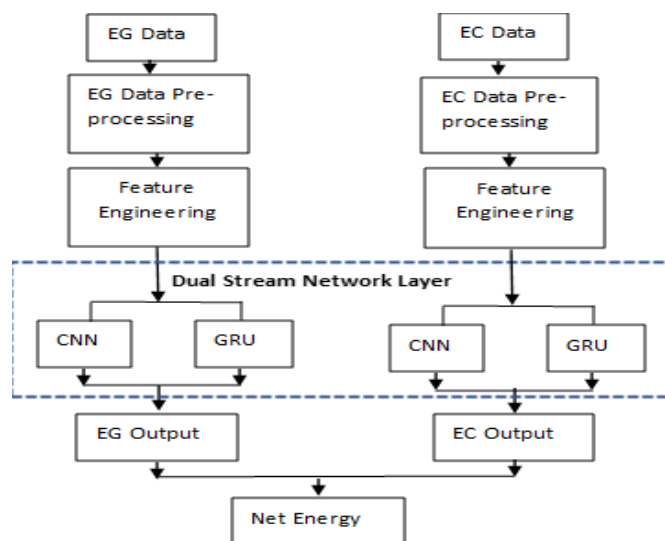 EG Data
EC Data
EG Data Pre-
processing
EC Data Pre-
processing
Feature
Engineering
Feature
Engineering
Dual Stream Network Layer
CNN
GRU
CNN
GRU
EG Output
EC Output
Net Energy